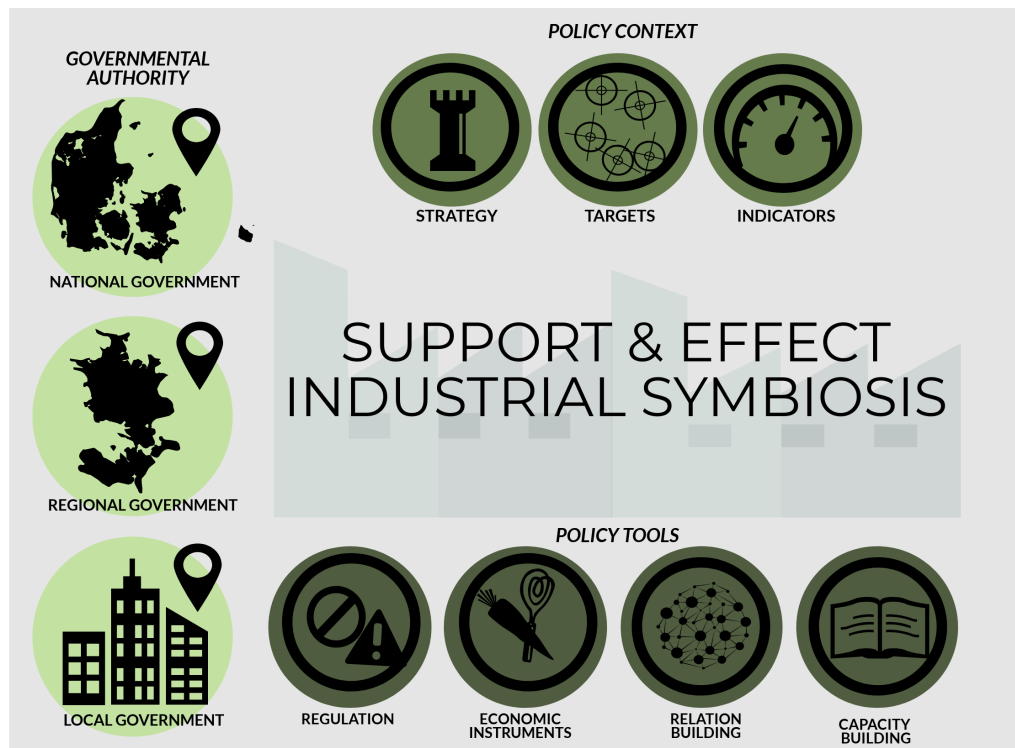 GOVERNMENTAL
AUTHORITY
NATIONAL GOVERNMENT
REGIONAL GOVERNMENT
LOCAL GOVERNMENT
POLICY CONTEXT
STRATEGY
TARGETS
INDICATORS
SUPPORT & EFFECT
INDUSTRIAL SYMBIOSIS
POLICY TOOLS
REGULATION
ECONOMIC
INSTRUMENTS
RELATION
BUILDING
CAPACITY
BUILDING